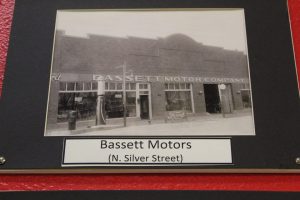 BASSETT MOTOR COMPANY
Bassett Motors
(N. Silver Street)